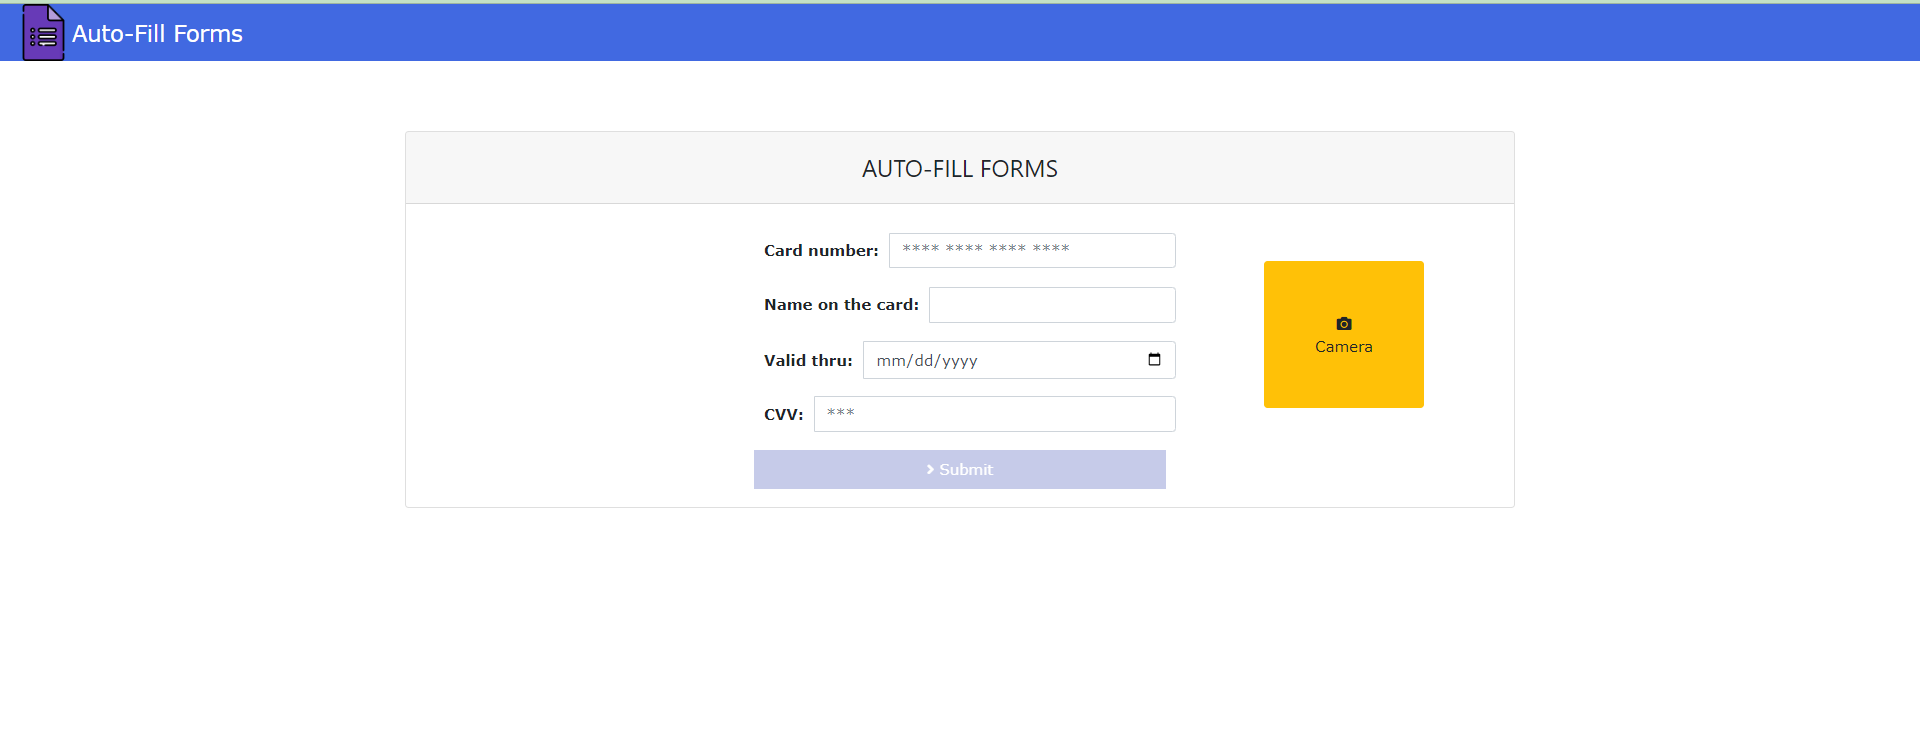 Auto-Fill Forms
AUTO-FILL FORMS
Card number: **** **** **** ****
Name on the card:
Valid thru: mm/dd/yyyy
CVV: ***
Camera
Submit